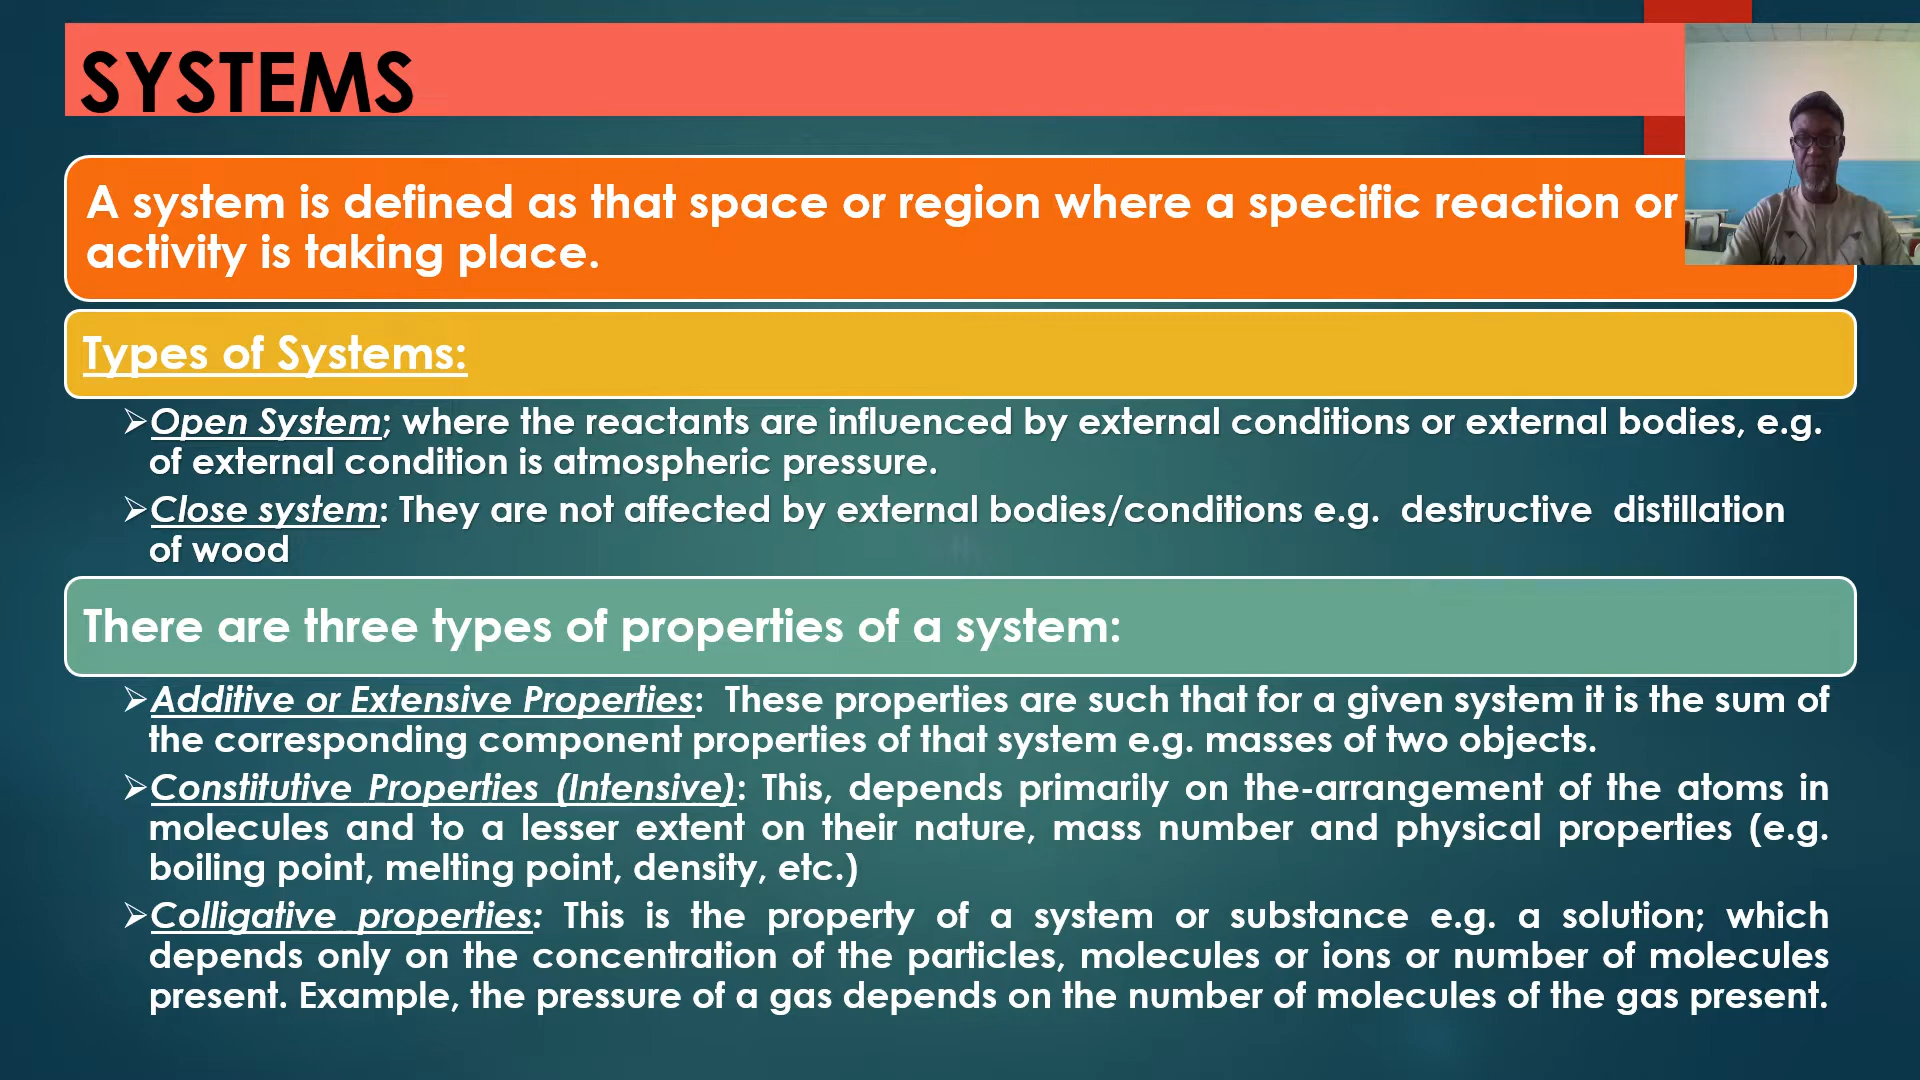 SYSTEMS
A system is defined as that space or region where a specific reaction or
activity is taking place.
Types of Systems:
➢Open System; where the reactants are influenced by external conditions or external bodies, e.g.
of external condition is atmospheric pressure.
➢Close system: They are not affected by external bodies/conditions e.g. destructive distillation
of wood
There are three types of properties of a system:
➢Additive or Extensive Properties: These properties are such that for a given system it is the sum of
the corresponding component properties of that system e.g. masses of two objects.
➢Constitutive Properties (Intensive): This, depends primarily on the-arrangement of the atoms in
molecules and to a lesser extent on their nature, mass number and physical properties (e.g.
boiling point, melting point, density, etc.)
➢Colligative properties: This is the property of a system or substance e.g. a solution; which
depends only on the concentration of the particles, molecules or ions or number of molecules
present. Example, the pressure of a gas depends on the number of molecules of the gas present.